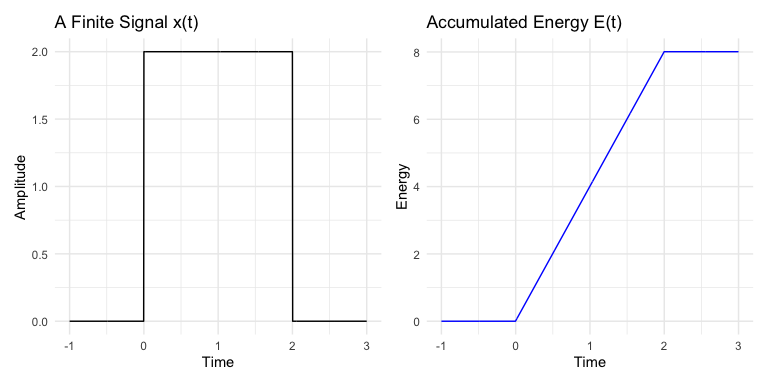 A Finite Signal x(t)
2.0
1.5
1.0
0.5
0.0
Amplitude
-1 0 1 2 3
Time
Accumulated Energy E(t)
8
6
4
2
0
Energy
-1 0 1 2 3
Time